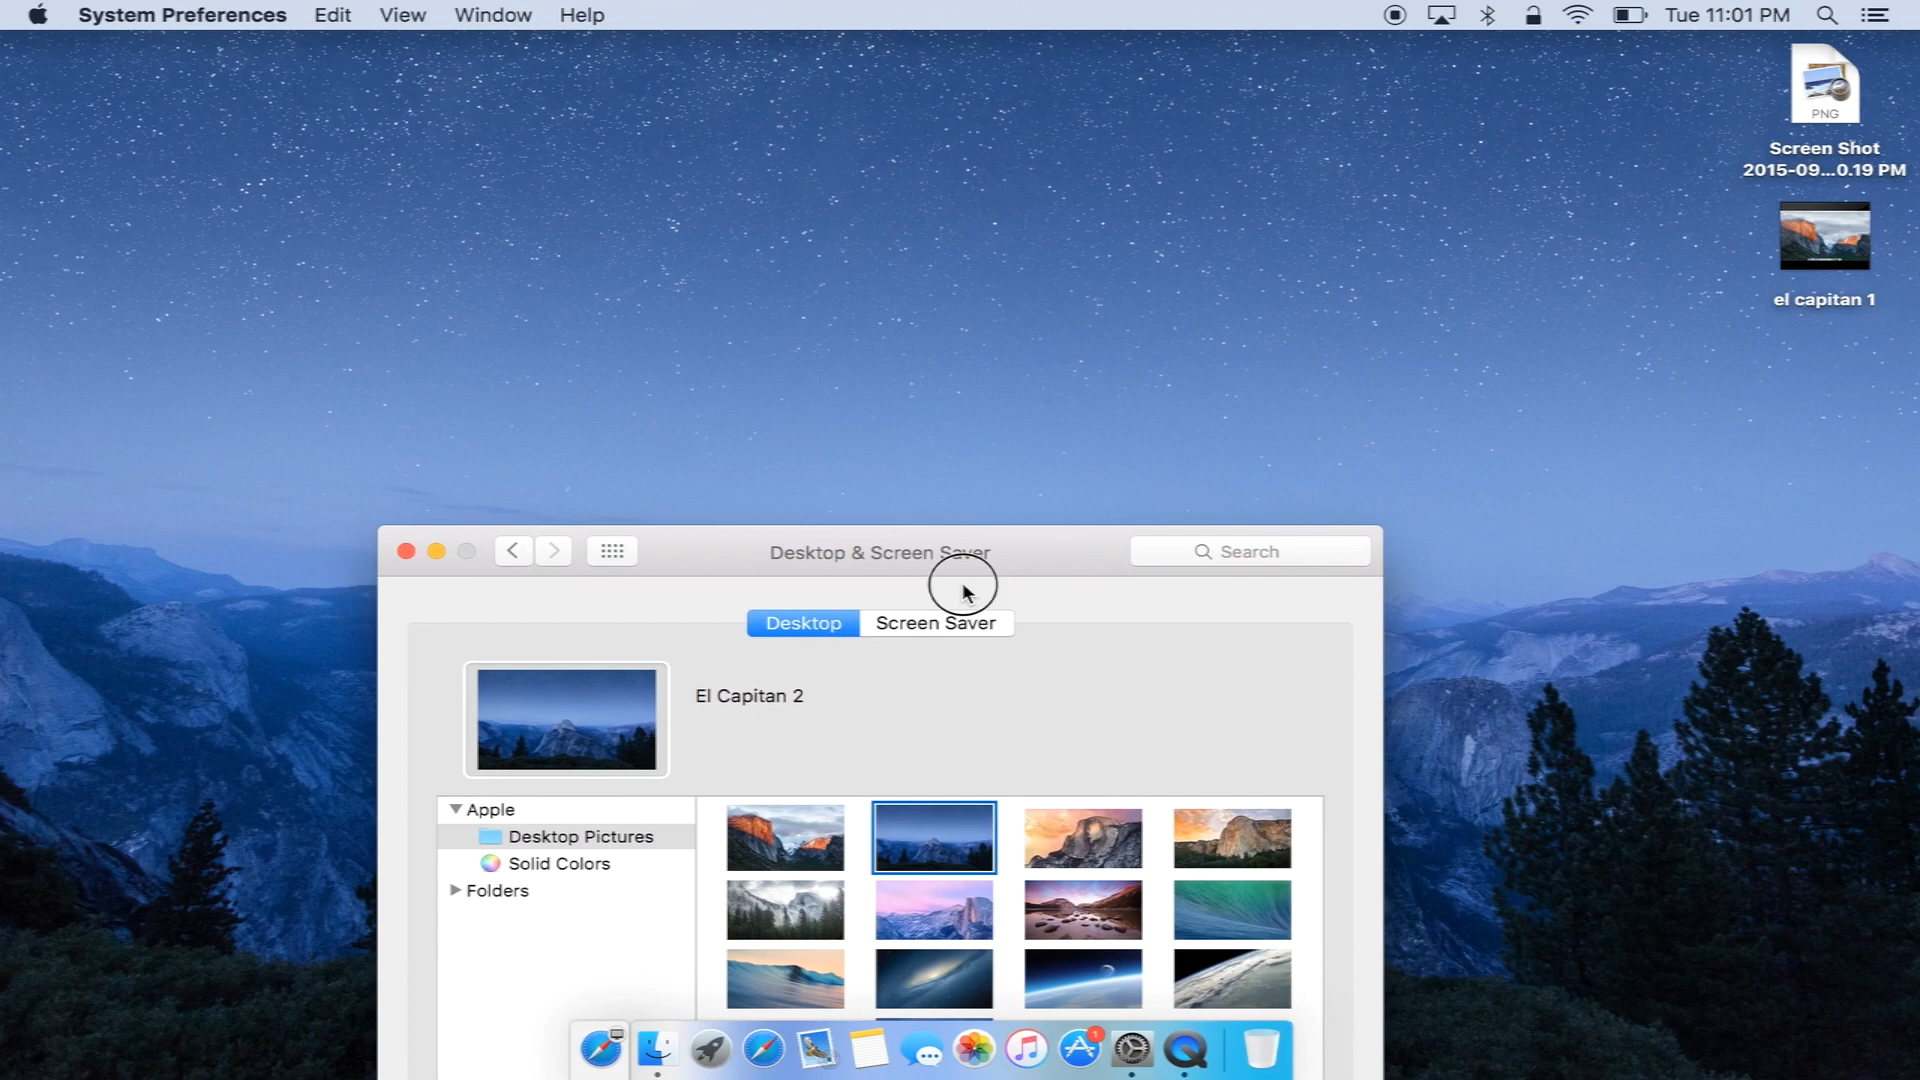 System Preferences Edit View Window Help Tue 11:01 PM
PNG
Screen Shot
2015-09...0.19 PM
el capitan 1
Desktop & Screen Saver
Search
Desktop Screen Saver
El Capitan 2
Apple
Desktop Pictures
Solid Colors
Folders
1